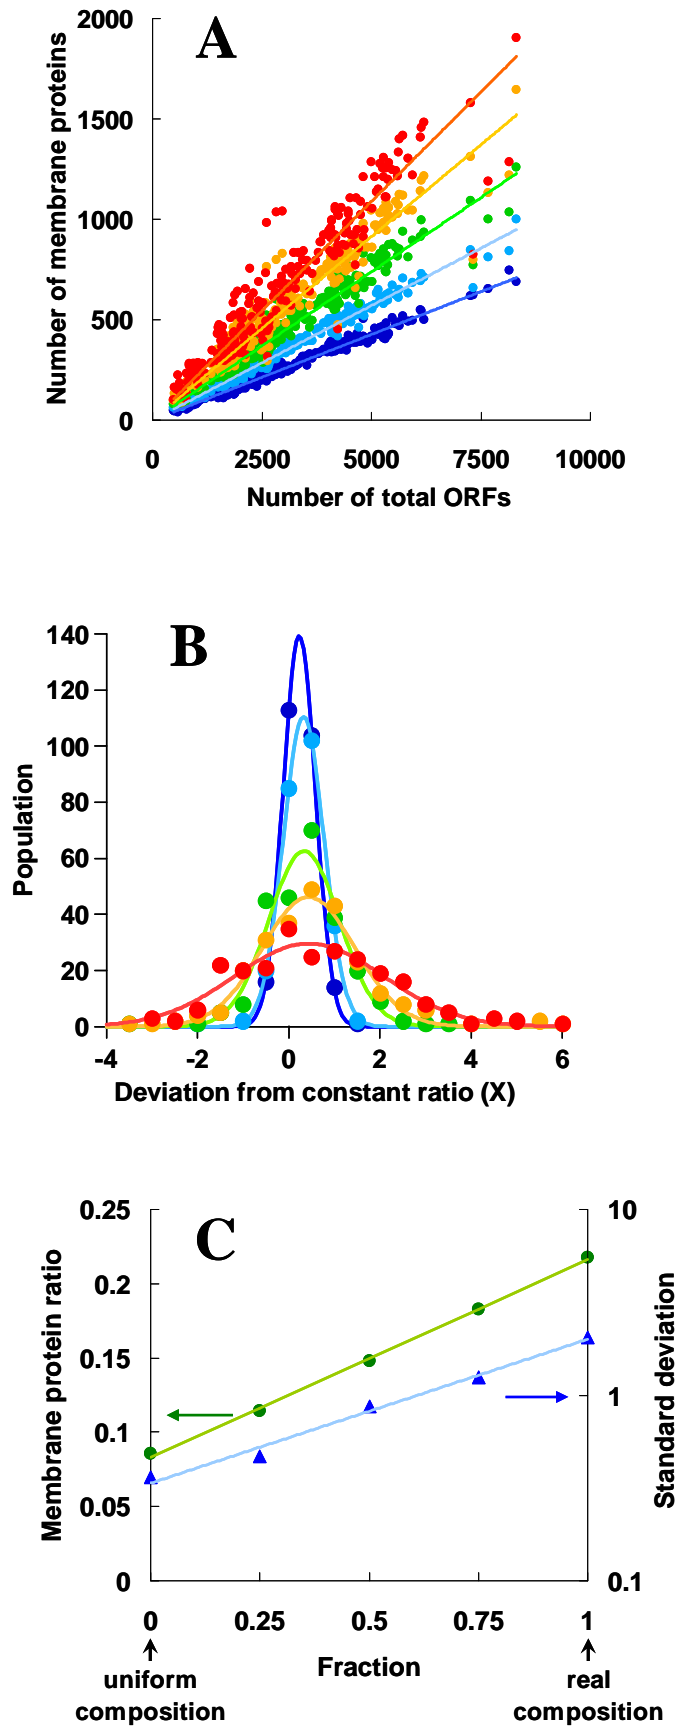 A
2000
1500
1000
500
0
Number of membrane proteins
0 2500 5000 7500 10000
Number of total ORFs
B
140
120
100
80
60
40
20
0
Population
-4 -2 0 2 4 6
Deviation from constant ratio (X)
C
0.25
0.2
0.15
0.1
0.05
0
Membrane protein ratio
10
1
0.1
Standard deviation
0 0.25 0.5 0.75 1
Fraction
uniform
composition
real
composition